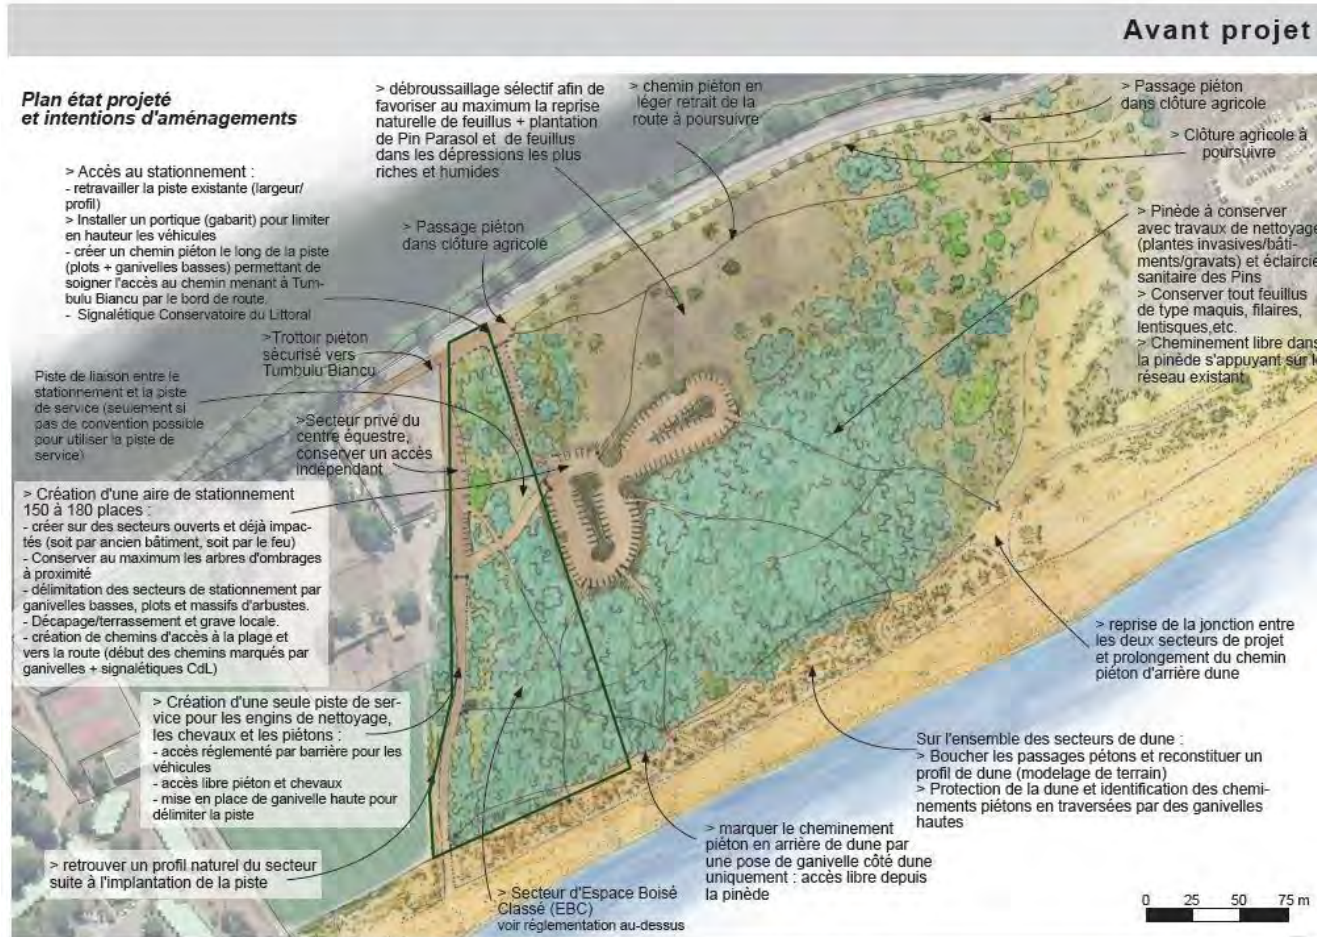 Avant projet
Plan état projeté
et intentions d'aménagements
> Accès au stationnement :
- retravailler la piste existante (largeur/
profil)
> Installer un portique (gabarit) pour limiter
en hauteur les véhicules
- créer un chemin piéton le long de la piste
(plots + ganivelles basses) permettant de
soigner l'accès au chemin menant à Tum-
bulu Biancu par le bord de route.
- Signalétique Conservatoire du Littoral
> débroussaillage sélectif afin de
favoriser au maximum la reprise
naturelle de feuillus + plantation
de Pin Parasol et de feuillus
dans les dépressions les plus
riches et humides
> chemin piéton en
léger retrait de la
route à poursuivre
> Passage piéton
dans clôture agricole
> Clôture agricole à
poursuivre
> Passage piéton
dans clôture agricole
> Pinède à conserver
avec travaux de nettoyage
(plantes invasives/bâti-
ments/gravats) et éclaircie
sanitaire des Pins
> Conserver tout feuillus
de type maquis, filaires,
lentisques,etc.
> Cheminement libre dans
la pinède s'appuyant sur
réseau existant
>Trottoir piéton
sécurisé vers
Tumbulu Biancu
Piste de liaison entre le
stationnement et la piste
de service (seulement si
pas de convention possible
pour utiliser la piste de
service)
>Secteur privé du
centre équestre,
conserver un accès
indépendant
> Création d'une aire de stationnement
150 à 180 places :
- créer sur des secteurs ouverts et déjà impac-
tés (soit par ancien bâtiment, soit par le feu)
- Conserver au maximum les arbres d'ombrages
à proximité
- délimitation des secteurs de stationnement par
ganivelles basses, plots et massifs d'arbustes.
- Décapage/terrassement et grave locale.
- création de chemins d'accès à la plage et
vers la route (début des chemins marqués par
ganivelles + signalétiques CdL)
> Création d'une seule piste de ser-
vice pour les engins de nettoyage,
les chevaux et les piétons :
- accès réglementé par barrière pour les
véhicules
- accès libre piéton et chevaux
- mise en place de ganivelle haute pour
délimiter la piste
> retrouver un profil naturel du secteur
suite à l'implantation de la piste
> Secteur d'Espace Boisé
Classé (EBC)
voir réglementation au-dessus
> marquer le cheminement
piéton en arrière de dune par
une pose de ganivelle côté dune
uniquement : accès libre depuis
la pinède
> reprise de la jonction entre
les deux secteurs de projet
et prolongement du chemin
piéton d'arrière dune
Sur l'ensemble des secteurs de dune :
> Boucher les passages pétons et reconstituer un
profil de dune (modelage de terrain)
> Protection de la dune et identification des chemi-
nements piétons en traversées par des ganivelles
hautes
0 25 50 75 m